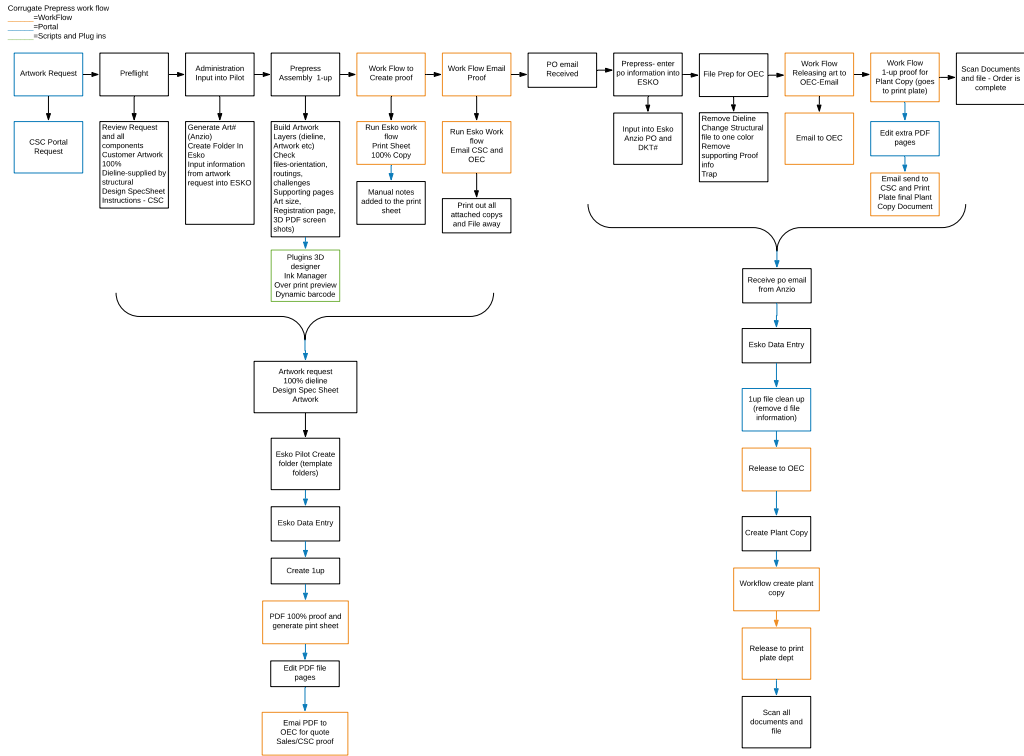 Corrugate Prepress work flow
______=WorkFlow
______=Portal
______=Scripts and Plug ins
Artwork Request
Preflight
Administration
Input into Pilot
Prepress
Assembly 1-up
Work Flow to
Create proof
Work Flow Email
Proof
PO email
Received
Prepress- enter
po information into
ESKO
File Prep for OEC
Work Flow
Releasing art to
OEC-Email
Work Flow
1-up proof for
Plant Copy (goes
to print plate)
Scan Documents
and file - Order is
complete
CSC Portal
Request
Review Request
and all
components
Customer Artwork
100%
Dieline-supplied by
structural
Design SpecSheet
Instructions - CSC
Generate Art#
(Anzio)
Create Folder In
Esko
Input information
from artwork
request into ESKO
Build Artwork
Layers (dieline,
Artwork etc)
Check
files-orientation,
routings,
challenges
Supporting pages
Art size,
Registration page,
3D PDF screen
shots)
Plugins 3D
designer
Ink Manager
Over print preview
Dynamic barcode
Run Esko work
flow
Print Sheet
100% Copy
Manual notes
added to the print
sheet
Run Esko Work
flow
Email CSC and
OEC
Print out all
attached copys
and File away
Input into Esko
Anzio PO and
DKT#
Remove Dieline
Change Structural
file to one color
Remove
supporting Proof
info
Trap
Email to OEC
Edit extra PDF
pages
Email send to
CSC and Print
Plate final Plant
Copy Document
Artwork request
100% dieline
Design Spec Sheet
Artwork
Esko Pilot Create
folder (template
folders)
Esko Data Entry
Create 1up
PDF 100% proof and
generate pint sheet
Edit PDF file
pages
Emai PDF to
OEC for quote
Sales/CSC proof
Receive po email
from Anzio
Esko Data Entry
1up file clean up
(remove d file
information)
Release to OEC
Create Plant Copy
Workflow create plant
copy
Release to print
plate dept
Scan all
documents and
file